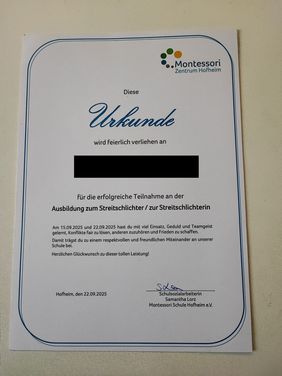 Montessori
Zentrum Hofheim
Diese
Urkunde
wird feierlich verliehen an
für die erfolgreiche Teilnahme an der
Ausbildung zum Streitschlichter / zur Streitschlichterin
Am 15.09.2025 und 22.09.2025 hast du mit viel Einsatz, Geduld und Teamgeist
gelernt, Konflikte fair zu lösen, anderen zuzuhören und Frieden zu schaffen.
Damit trägst du zu einem respektvollen und freundlichen Miteinander an unserer
Schule bei.
Herzlichen Glückwunsch zu dieser tollen Leistung!
Hofheim, 22.09.2025
Schulsozialarbeiterin
Samantha Lorz
Montessori Schule Hofheim e.V.